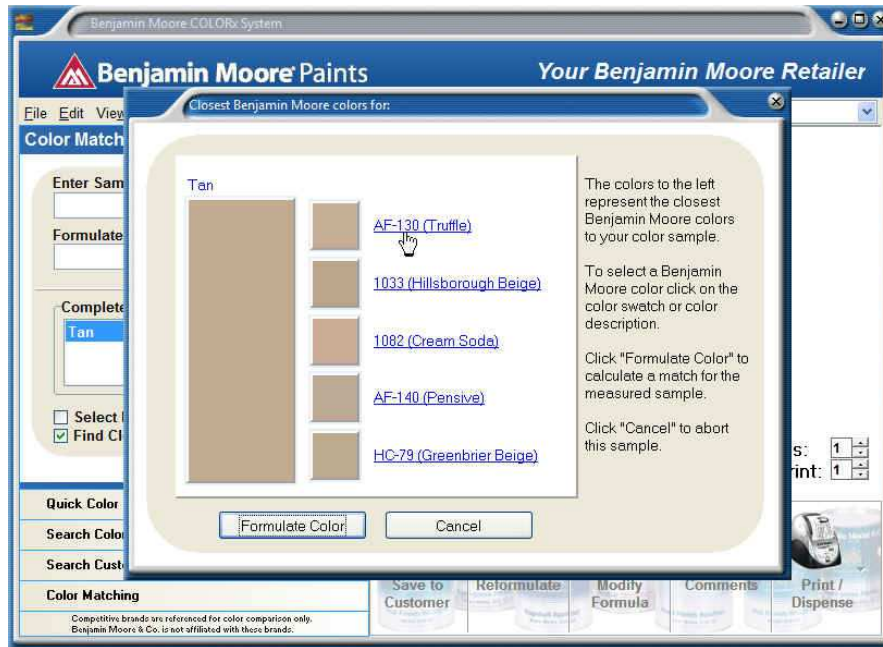 Benjamin Moore COLORx System
Benjamin Moore Paints
Your Benjamin Moore Retailer
File Edit View
Color Match
Enter Sam
Formulate
Complete
Tan
Select
Find Cl
Quick Color
Search Colo
Search Custo
Color Matching
Competitive brands are referenced for color comparison only.
Benjamin Moore & Co. is not affiliated with these brands.
Closest Benjamin Moore colors for:
Tan
AF-130 (Truffle)
1033 (Hillsborough Beige)
1082 (Cream Soda)
AF-140 (Pensive)
HC-79 (Greenbrier Beige)
The colors to the left
represent the closest
Benjamin Moore colors
to your color sample.
To select a Benjamin
Moore color click on the
color swatch or color
description.
Click "Formulate Color" to
calculate a match for the
measured sample.
Click "Cancel" to abort
this sample.
Formulate Color
Cancel
s: 1
int: 1
Save to
Customer
Reformulate
Modify
Formula
Comments
Print /
Dispense